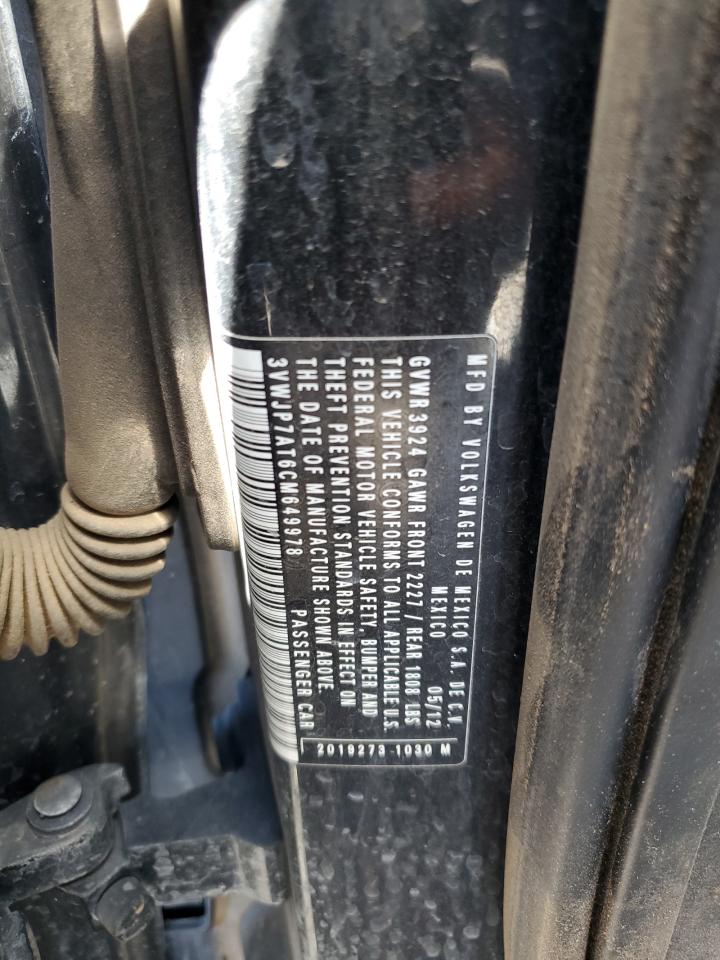 MFD BY VOLKSWAGEN DE MEXICO S.A. DE C.V.
MEXICO 05/12
GVWR 3924 GAWR FRONT 2227 / REAR 1808 LBS
THIS VEHICLE CONFORMS TO ALL APPLICABLE U.S.
FEDERAL MOTOR VEHICLE SAFETY, BUMPER AND
THEFT PREVENTION STANDARDS IN EFFECT ON
THE DATE OF MANUFACTURE SHOWN ABOVE.
3VWJP7AT6CM649978 PASSENGER CAR
2019273 1030 M